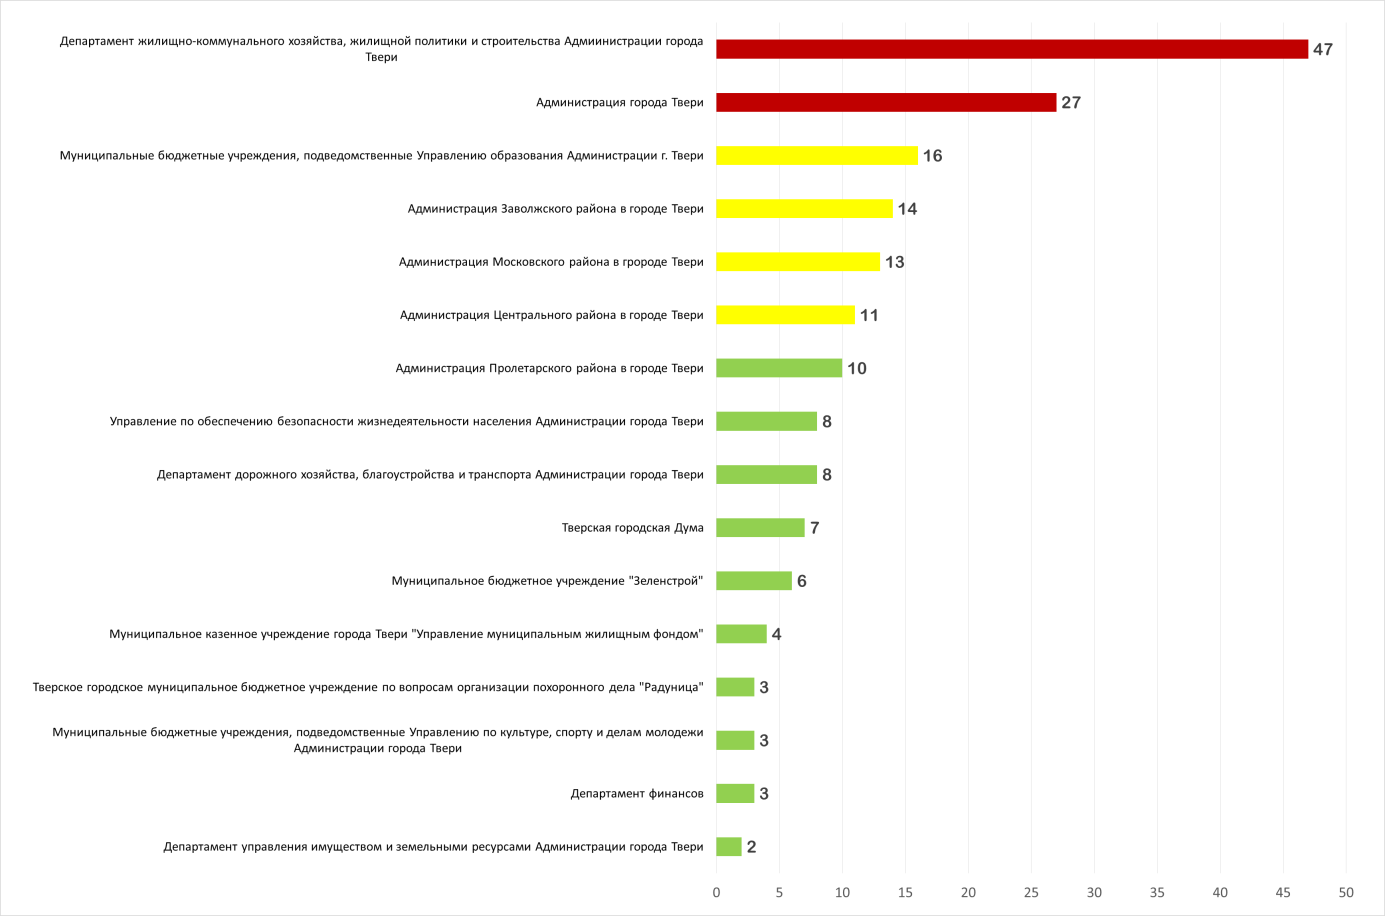 Департамент жилищно-коммунального хозяйства, жилищной политики и строительства Адмиинистрации города
Твери
47
Администрация города Твери
27
Муниципальные бюджетные учреждения, подведомственные Управлению образования Администрации г. Твери
16
Администрация Заволжского района в городе Твери
14
Администрация Московского района в гророде Твери
13
Администрация Центрального района в городе Твери
11
Администрация Пролетарского района в городе Твери
10
Управление по обеспечению безопасности жизнедеятельности населения Администрации города Твери
8
Департамент дорожного хозяйства, благоустройства и транспорта Администрации города Твери
8
Тверская городская Дума
7
Муниципальное бюджетное учреждение "Зеленстрой"
6
Муниципальное казенное учреждение города Твери "Управление муниципальным жилищным фондом"
4
Тверское городское муниципальное бюджетное учреждение по вопросам организации похоронного дела "Радуница"
3
Муниципальные бюджетные учреждения, подведомственные Управлению по культуре, спорту и делам молодежи
Администрации города Твери
3
Департамент финансов
3
Департамент управления имуществом и земельными ресурсами Администрации города Твери
2
0 5 10 15 20 25 30 35 40 45 50